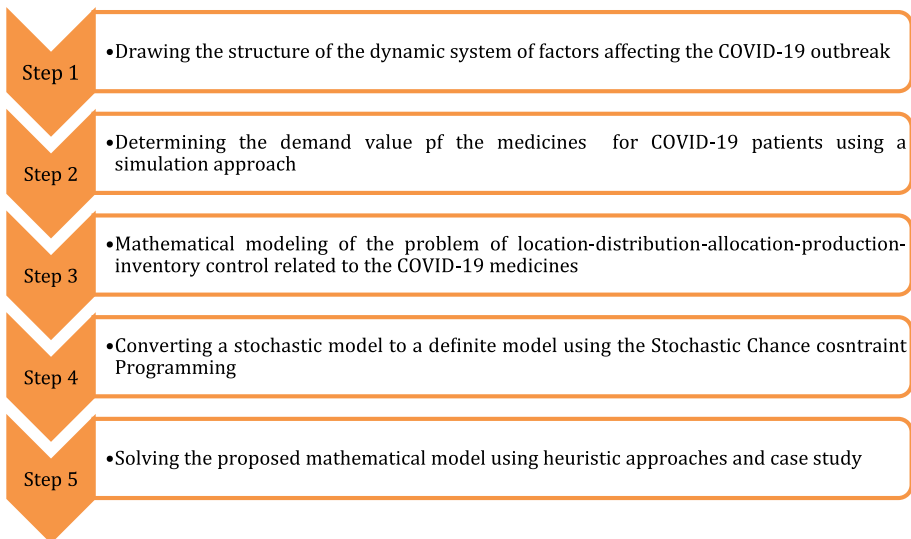 Step 1
•Drawing the structure of the dynamic system of factors affecting the COVID-19 outbreak
Step 2
•Determining the demand value pf the medicines for COVID-19 patients using a
simulation approach
Step 3
•Mathematical modeling of the problem of location-distribution-allocation-production-
inventory control related to the COVID-19 medicines
Step 4
•Converting a stochastic model to a definite model using the Stochastic Chance cosntraint
Programming
Step 5
•Solving the proposed mathematical model using heuristic approaches and case study